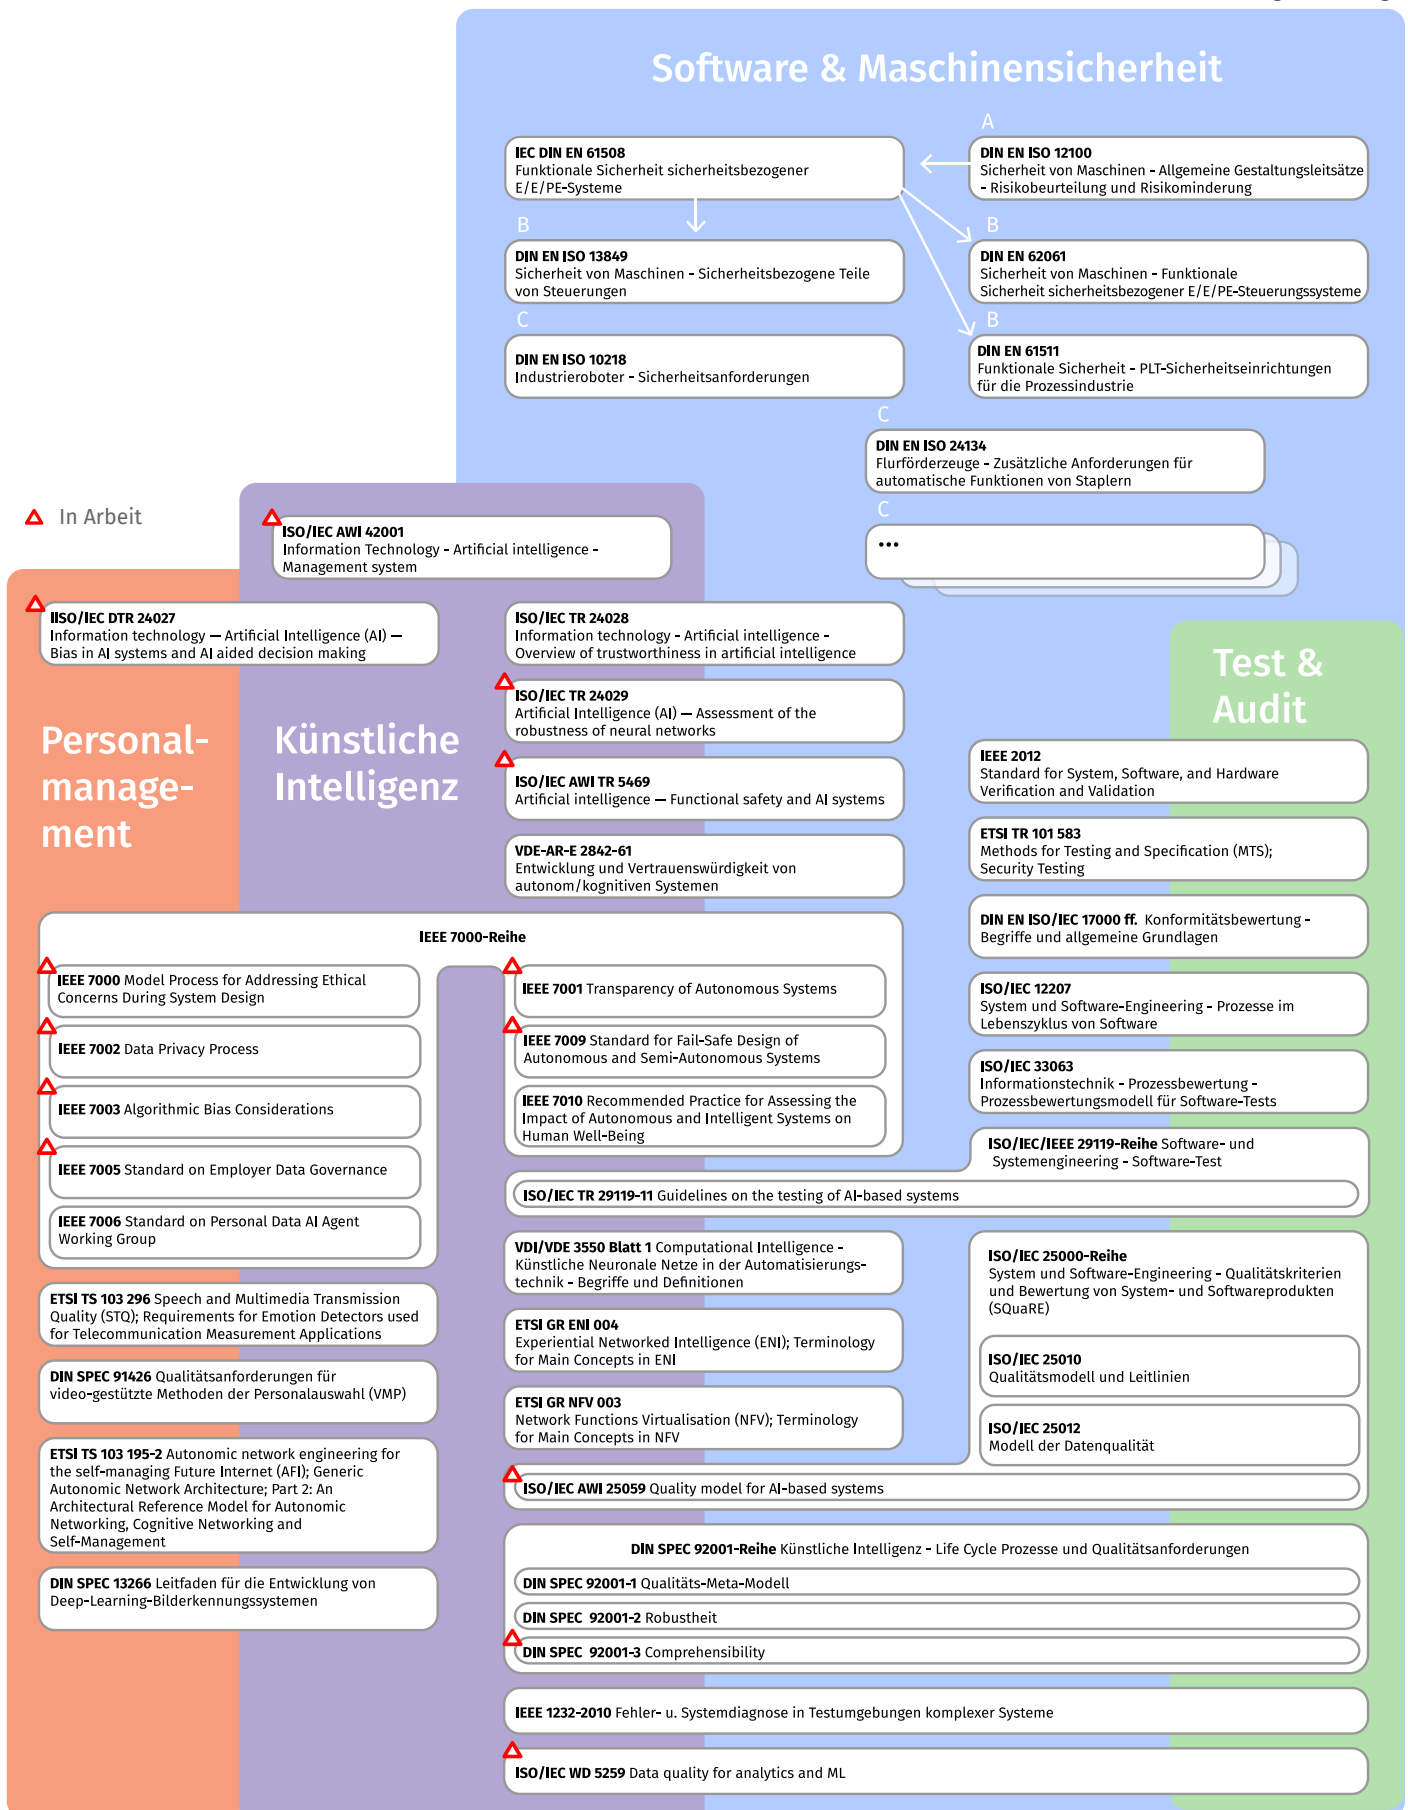 Software & Maschinensicherheit
A
IEC DIN EN 61508
Funktionale Sicherheit sicherheitsbezogener
E/E/PE-Systeme
DIN EN ISO 12100
Sicherheit von Maschinen - Allgemeine Gestaltungsleitsätze
- Risikobeurteilung und Risikominderung
B
DIN EN ISO 13849
Sicherheit von Maschinen - Sicherheitsbezogene Teile
von Steuerungen
B
DIN EN 62061
Sicherheit von Maschinen - Funktionale
Sicherheit sicherheitsbezogener E/E/PE-Steuerungssysteme
C
DIN EN ISO 10218
Industrieroboter - Sicherheitsanforderungen
B
DIN EN 61511
Funktionale Sicherheit - PLT-Sicherheitseinrichtungen
für die Prozessindustrie
C
DIN EN ISO 24134
Flurförderzeuge - Zusätzliche Anforderungen für
automatische Funktionen von Staplern
C
...
In Arbeit
ISO/IEC AWI 42001
Information Technology - Artificial intelligence -
Management system
IISO/IEC DTR 24027
Information technology — Artificial Intelligence (AI) —
Bias in AI systems and AI aided decision making
ISO/IEC TR 24028
Information technology - Artificial intelligence -
Overview of trustworthiness in artificial intelligence
ISO/IEC TR 24029
Artificial Intelligence (AI) — Assessment of the
robustness of neural networks
ISO/IEC AWI TR 5469
Artificial intelligence — Functional safety and AI systems
VDE-AR-E 2842-61
Entwicklung und Vertrauenswürdigkeit von
autonom/kognitiven Systemen
Personal-
manage-
ment
Künstliche
Intelligenz
Test &
Audit
IEEE 2012
Standard for System, Software, and Hardware
Verification and Validation
ETSI TR 101 583
Methods for Testing and Specification (MTS);
Security Testing
DIN EN ISO/IEC 17000 ff. Konformitätsbewertung -
Begriffe und allgemeine Grundlagen
ISO/IEC 12207
System und Software-Engineering - Prozesse im
Lebenszyklus von Software
ISO/IEC 33063
Informationstechnik - Prozessbewertung -
Prozessbewertungsmodell für Software-Tests
IEEE 7000-Reihe
IEEE 7000 Model Process for Addressing Ethical
Concerns During System Design
IEEE 7002 Data Privacy Process
IEEE 7003 Algorithmic Bias Considerations
IEEE 7005 Standard on Employer Data Governance
IEEE 7006 Standard on Personal Data AI Agent
Working Group
IEEE 7001 Transparency of Autonomous Systems
IEEE 7009 Standard for Fail-Safe Design of
Autonomous and Semi-Autonomous Systems
IEEE 7010 Recommended Practice for Assessing the
Impact of Autonomous and Intelligent Systems on
Human Well-Being
ISO/IEC/IEEE 29119-Reihe Software- und
Systemengineering - Software-Test
ISO/IEC TR 29119-11 Guidelines on the testing of AI-based systems
ETSI TS 103 296 Speech and Multimedia Transmission
Quality (STQ); Requirements for Emotion Detectors used
for Telecommunication Measurement Applications
DIN SPEC 91426 Qualitätsanforderungen für
video-gestützte Methoden der Personalauswahl (VMP)
ETSI TS 103 195-2 Autonomic network engineering for
the self-managing Future Internet (AFI); Generic
Autonomic Network Architecture; Part 2: An
Architectural Reference Model for Autonomic
Networking, Cognitive Networking and
Self-Management
DIN SPEC 13266 Leitfaden für die Entwicklung von
Deep-Learning-Bilderkennungssystemen
VDI/VDE 3550 Blatt 1 Computational Intelligence -
Künstliche Neuronale Netze in der Automatisierungs-
technik - Begriffe und Definitionen
ETSI GR ENI 004
Experiential Networked Intelligence (ENI); Terminology
for Main Concepts in ENI
ETSI GR NFV 003
Network Functions Virtualisation (NFV); Terminology
for Main Concepts in NFV
ISO/IEC 25000-Reihe
System und Software-Engineering - Qualitätskriterien
und Bewertung von System- und Softwareprodukten
(SQuaRE)
ISO/IEC 25010
Qualitätsmodell und Leitlinien
ISO/IEC 25012
Modell der Datenqualität
ISO/IEC AWI 25059 Quality model for AI-based systems
DIN SPEC 92001-Reihe Künstliche Intelligenz - Life Cycle Prozesse und Qualitätsanforderungen
DIN SPEC 92001-1 Qualitäts-Meta-Modell
DIN SPEC 92001-2 Robustheit
DIN SPEC 92001-3 Comprehensibility
IEEE 1232-2010 Fehler- u. Systemdiagnose in Testumgebungen komplexer Systeme
ISO/IEC WD 5259 Data quality for analytics and ML